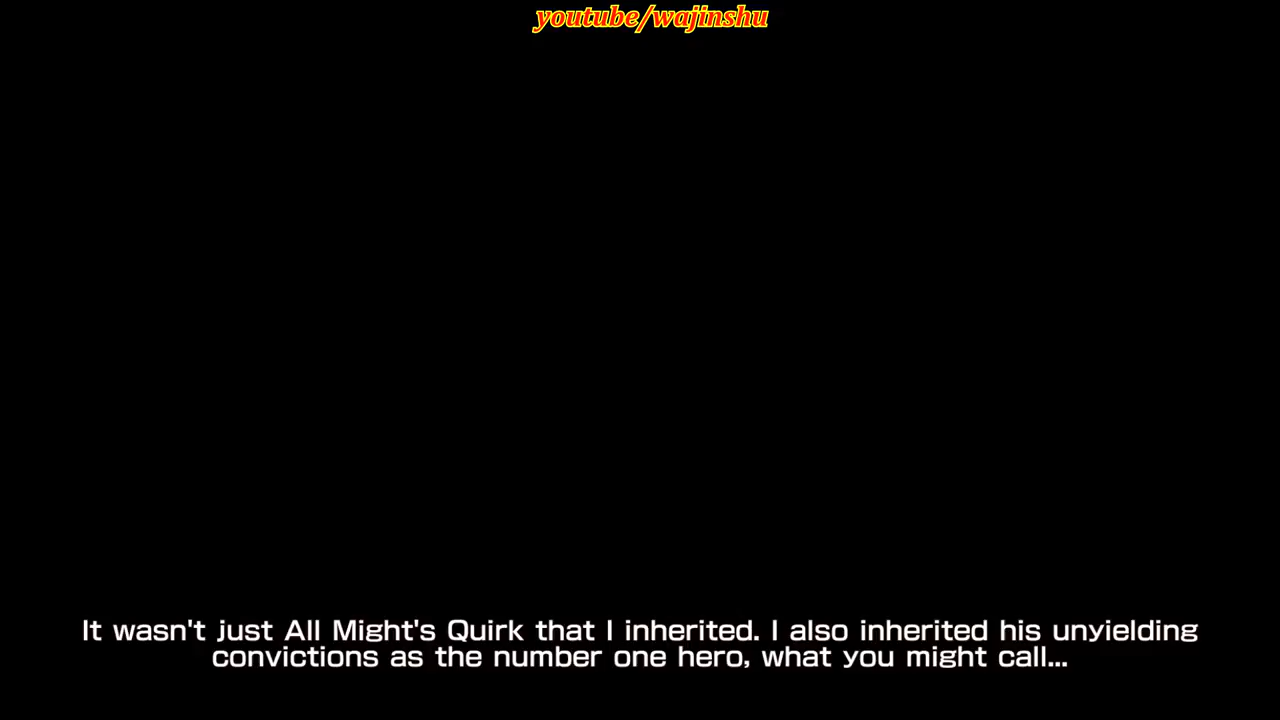 youtube/wajinshu
It wasn't just All Might's Quirk that I inherited. I also inherited his unyielding
convictions as the number one hero, what you might call...